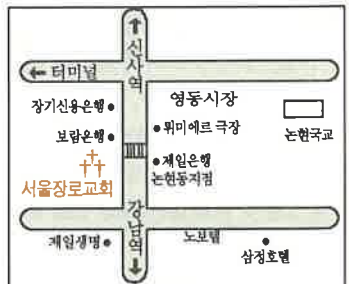 ↑ 신사역
← 터미널
장기신용은행
영동시장
보람은행
뤼미에르 극장
논현국교
제일은행
논현동지점
서울장로교회
강남역 ↓
제일생명
노보텔
삼정호텔